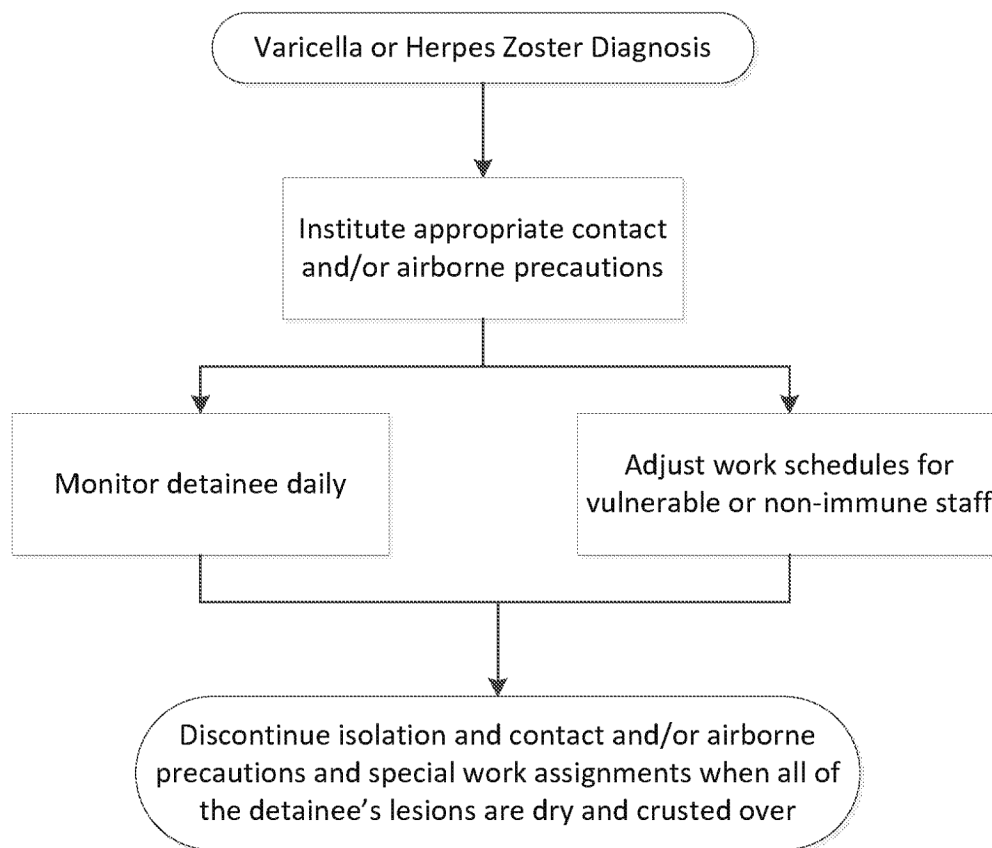 Varicella or Herpes Zoster Diagnosis
Institute appropriate contact
and/or airborne precautions
Monitor detainee daily
Adjust work schedules for
vulnerable or non-immune staff
Discontinue isolation and contact and/or airborne
precautions and special work assignments when all of
the detainee’s lesions are dry and crusted over